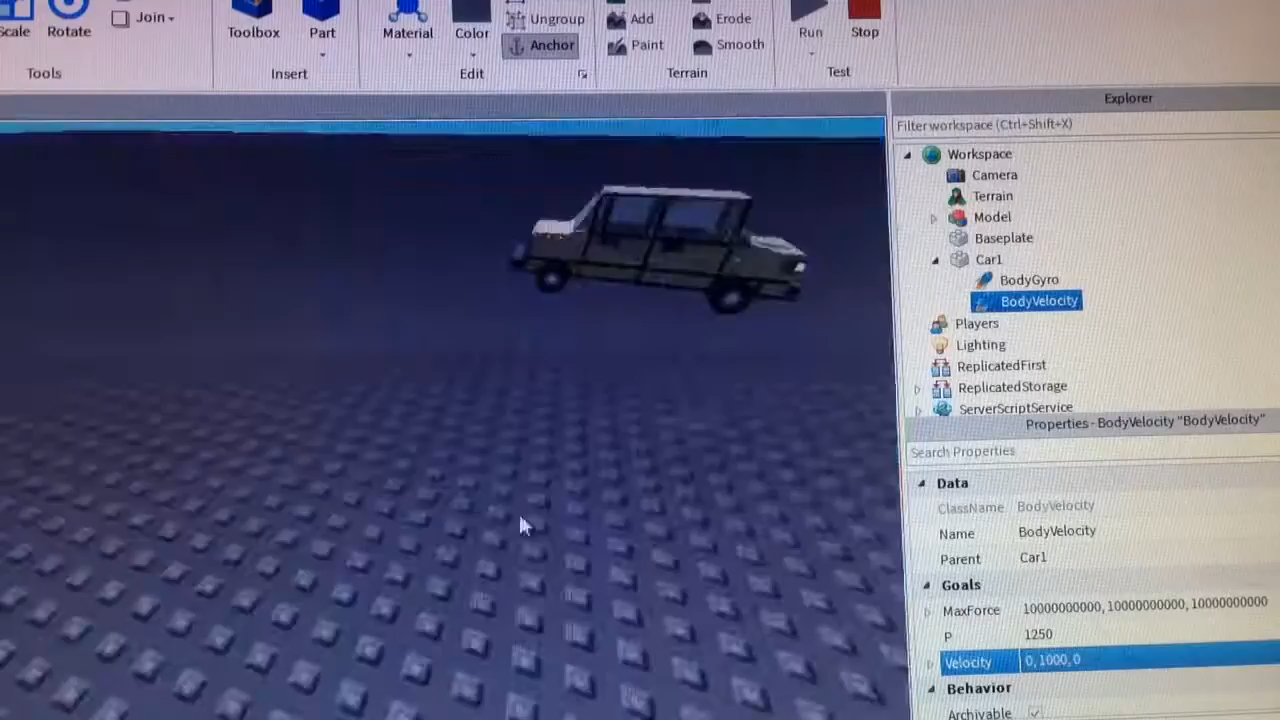 Scale Rotate
Join
Tools
Toolbox
Part
Insert
Material
Color
Ungroup
Anchor
Edit
Add
Erode
Paint
Smooth
Terrain
Run
Stop
Test
Explorer
Filter workspace (Ctrl+Shift+X)
Workspace
Camera
Terrain
Model
Baseplate
Car1
BodyGyro
BodyVelocity
Players
Lighting
ReplicatedFirst
ReplicatedStorage
ServerScriptService
Properties - BodyVelocity "BodyVelocity"
Search Properties
Data
ClassName BodyVelocity
Name BodyVelocity
Parent Car1
Goals
MaxForce 10000000000, 10000000000, 10000000000
P 1250
Velocity 0, 1000, 0
Behavior
Archivable